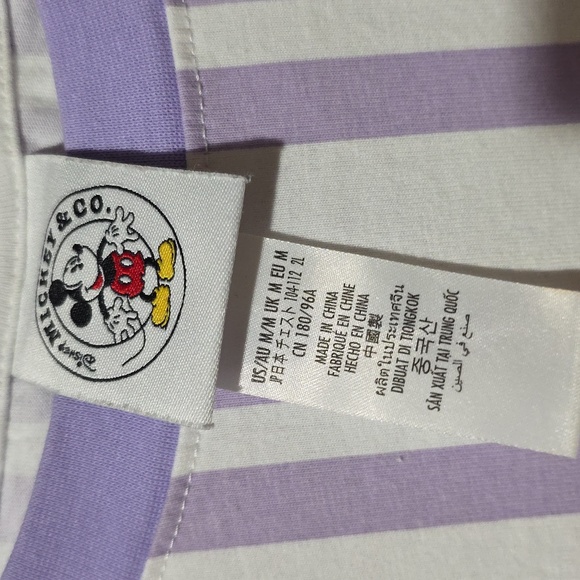 Disney MICKEY & CO.
US/AU M/M UK M EU M
JP日本 チェスト 104-112 2L
CN 180/96A
MADE IN CHINA
FABRIQUE EN CHINE
HECHO EN CHINA
中國製
ผลิตในประเทศจีน
DIBUAT DI TIONGKOK
중국산
SẢN XUẤT TẠI TRUNG QUỐC
صنع في الصين